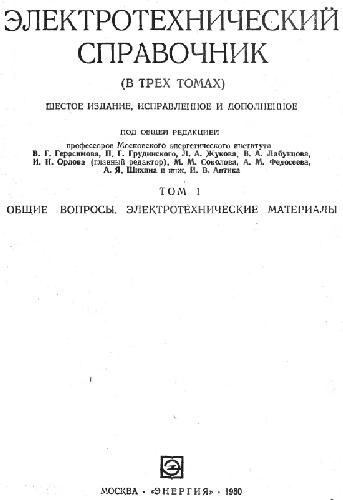 ЭЛЕКТРОТЕХНИЧЕСКИЙ
СПРАВОЧНИК
(В ТРЕХ ТОМАХ)
ШЕСТОЕ ИЗДАНИЕ, ИСПРАВЛЕННОЕ И ДОПОЛНЕННОЕ
ПОД ОБЩЕЙ РЕДАКЦИЕЙ
профессоров Московского энергетического института
В. Г. Герасимова, П. Г. Грудинского, Л. А. Жукова, В. А. Лабунцова,
И. Н. Орлова (главный редактор), М. М. Соколова, А. М. Федосеева,
А. Я. Шихина и инж. И. В. Антика
ТОМ 1
ОБЩИЕ ВОПРОСЫ. ЭЛЕКТРОТЕХНИЧЕСКИЕ МАТЕРИАЛЫ
МОСКВА • «ЭНЕРГИЯ» • 1980